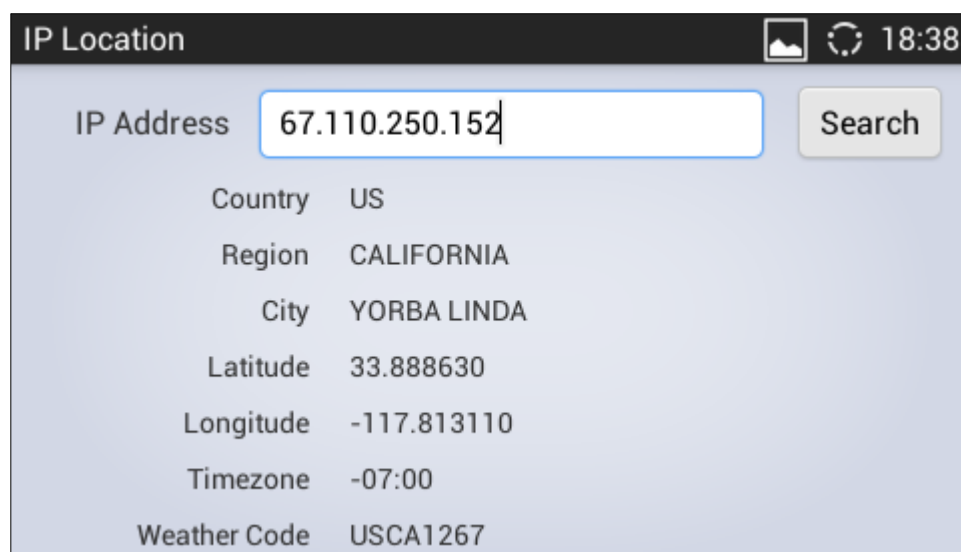 IP Location 18:38
IP Address 67.110.250.152 Search
Country US
Region CALIFORNIA
City YORBA LINDA
Latitude 33.888630
Longitude -117.813110
Timezone -07:00
Weather Code USCA1267